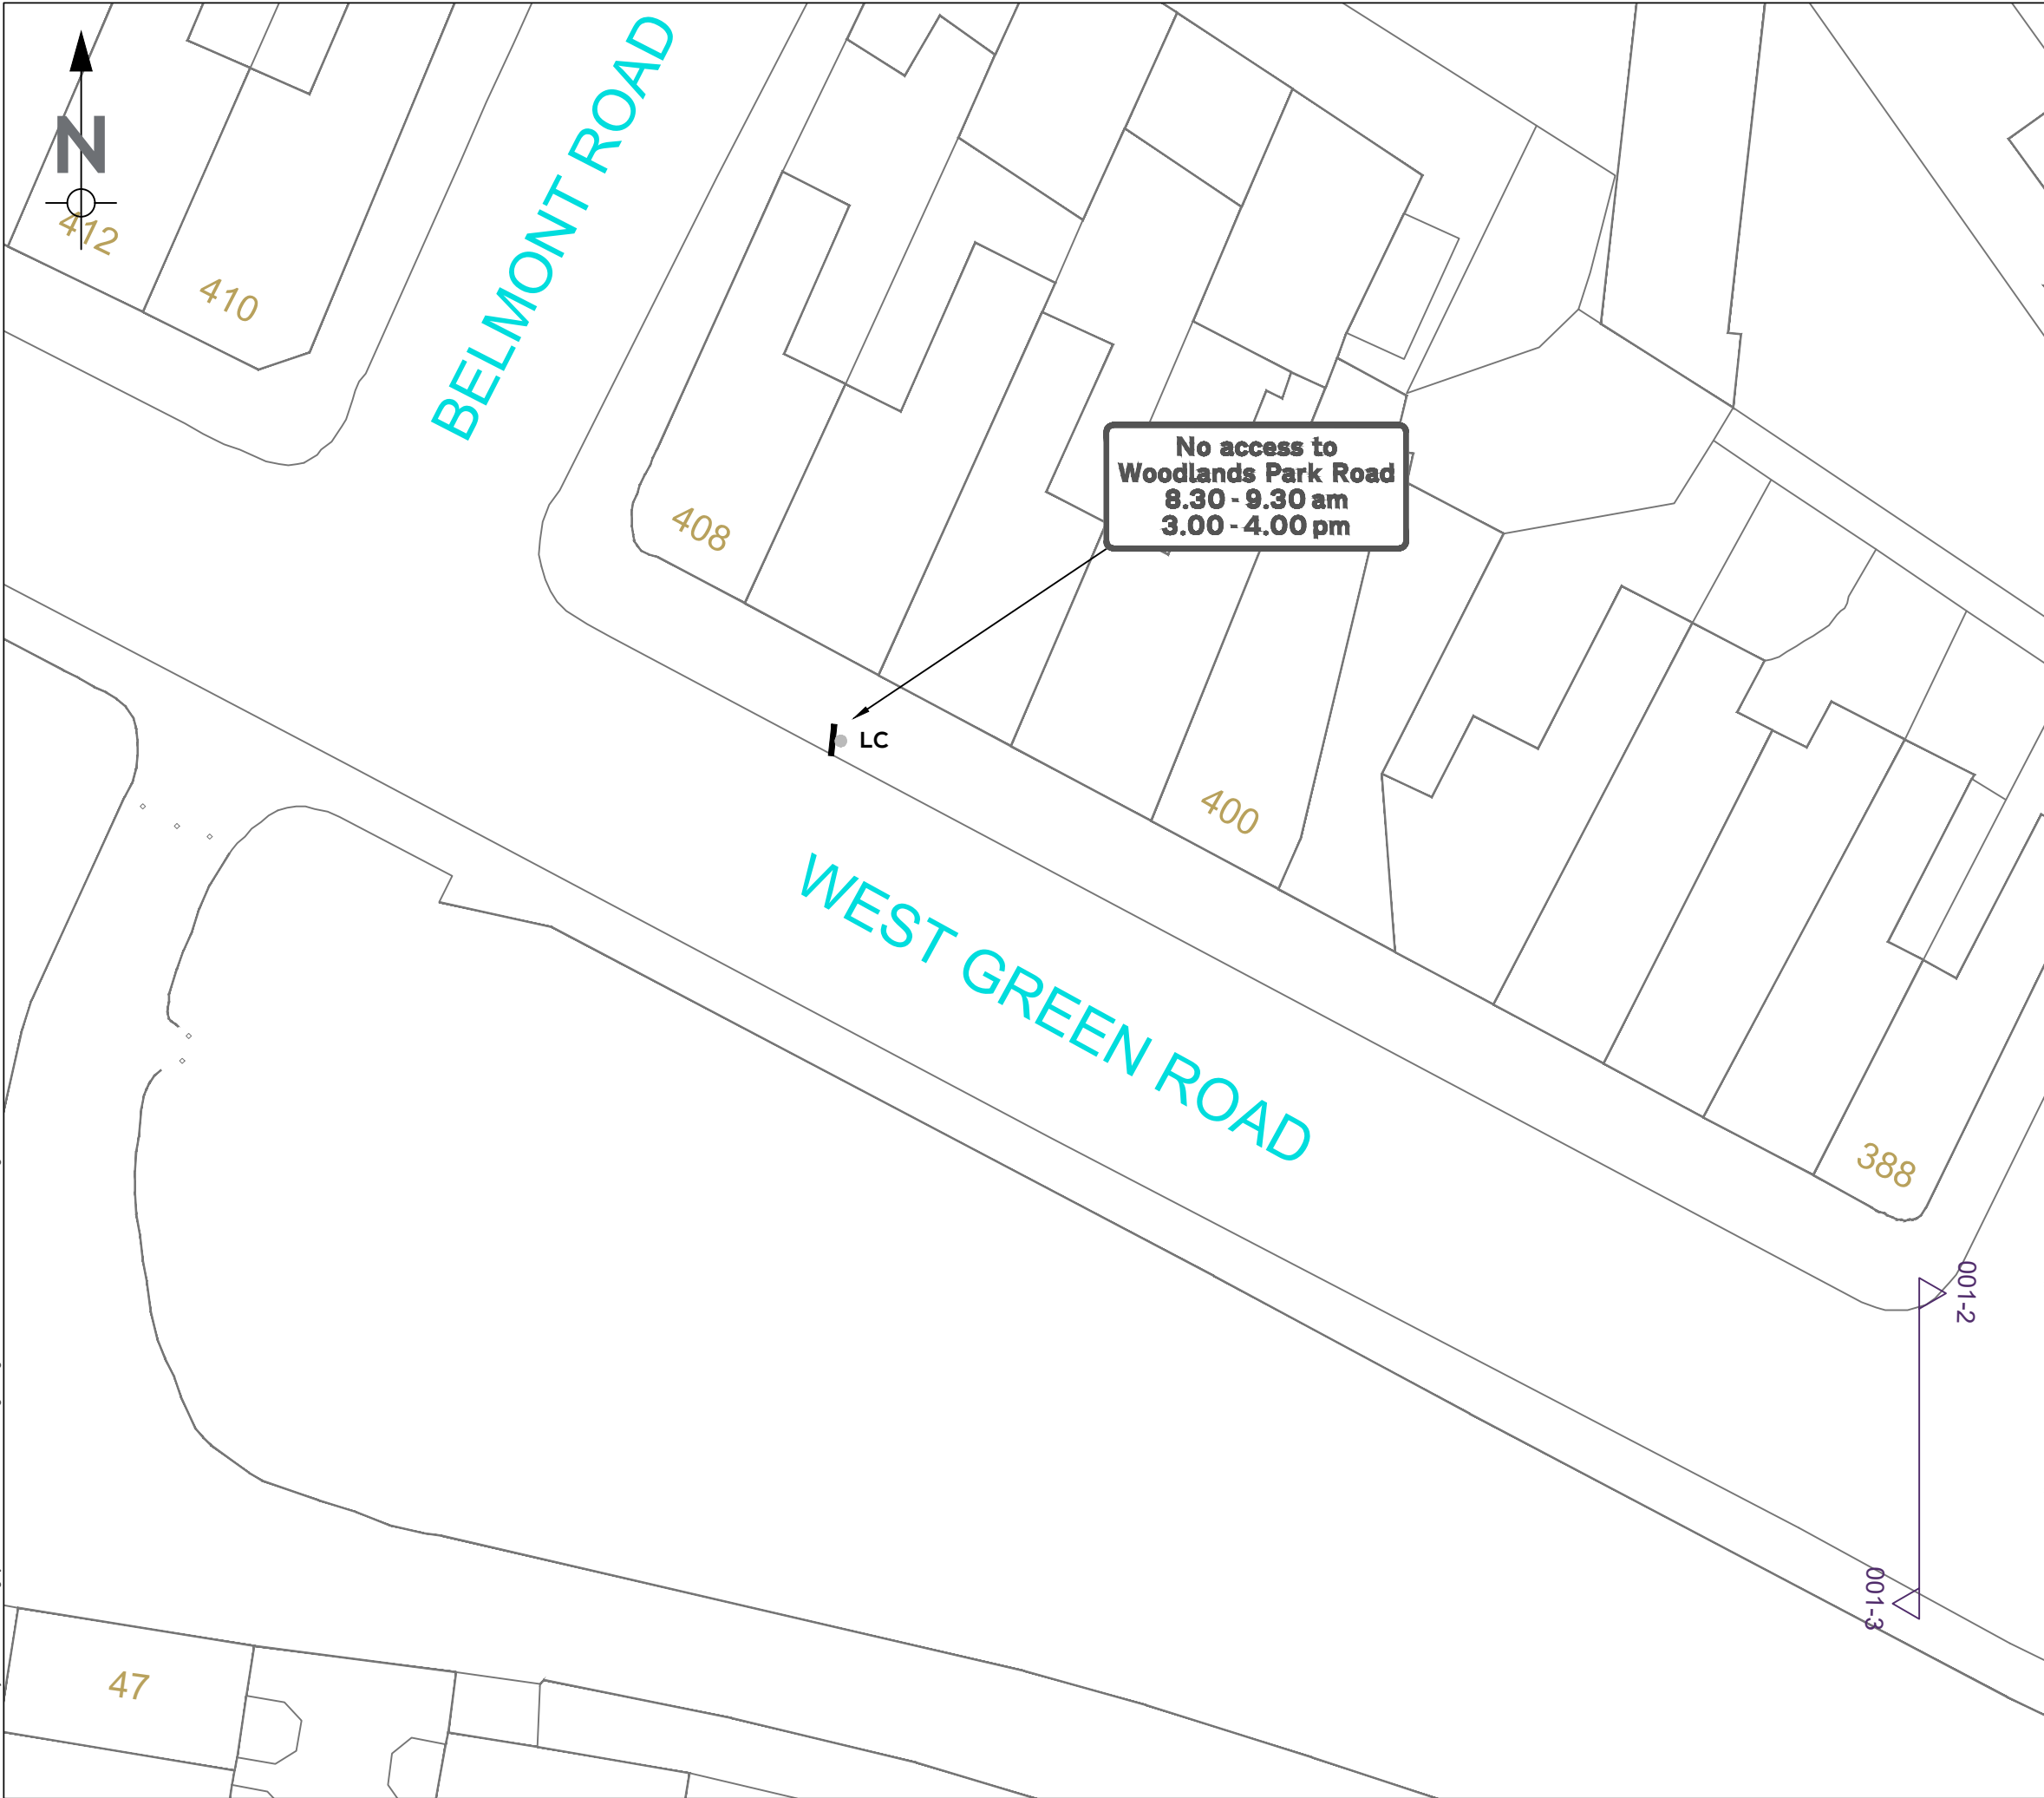 N
412
410
BELMONT ROAD
408
No access to
Woodlands Park Road
8.30 - 9.30 am
3.00 - 4.00 pm
LC
400
WEST GREEN ROAD
388
001-2
001-3
47